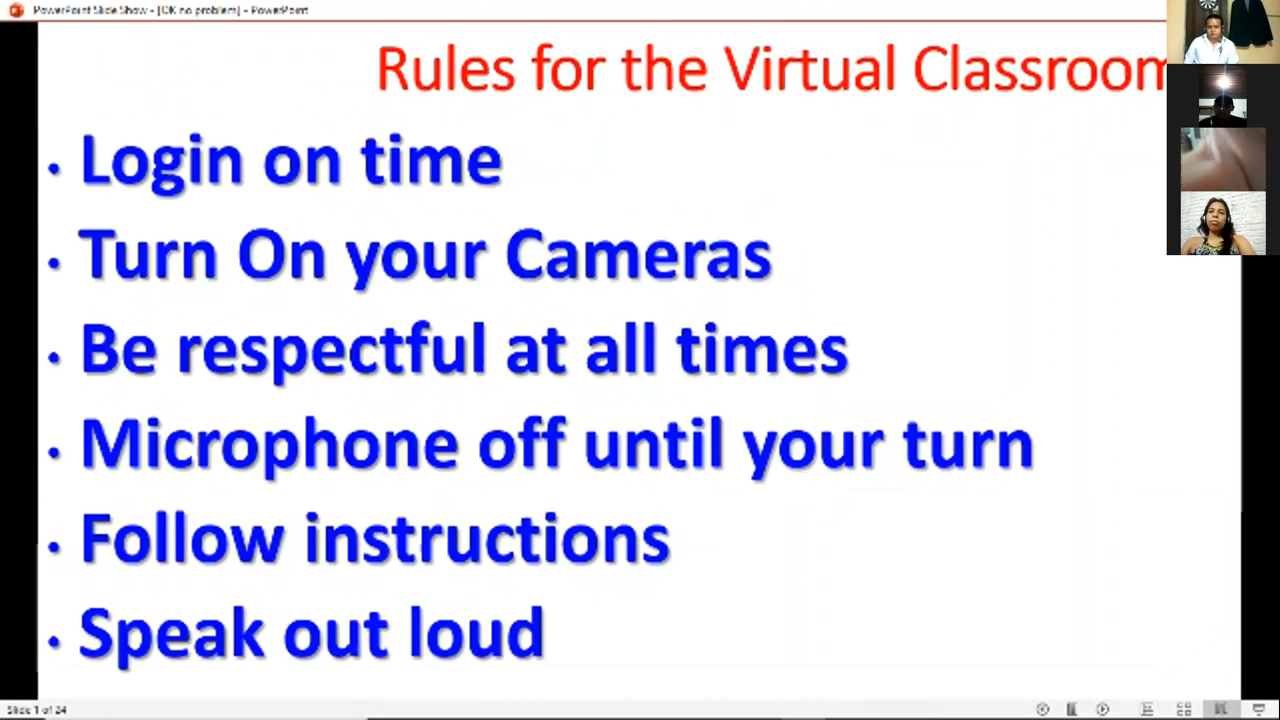 PowerPoint Slide Show - [OK no problem] - PowerPoint
Rules for the Virtual Classroom
• Login on time
• Turn On your Cameras
• Be respectful at all times
• Microphone off until your turn
• Follow instructions
• Speak out loud
Slide 1 of 24